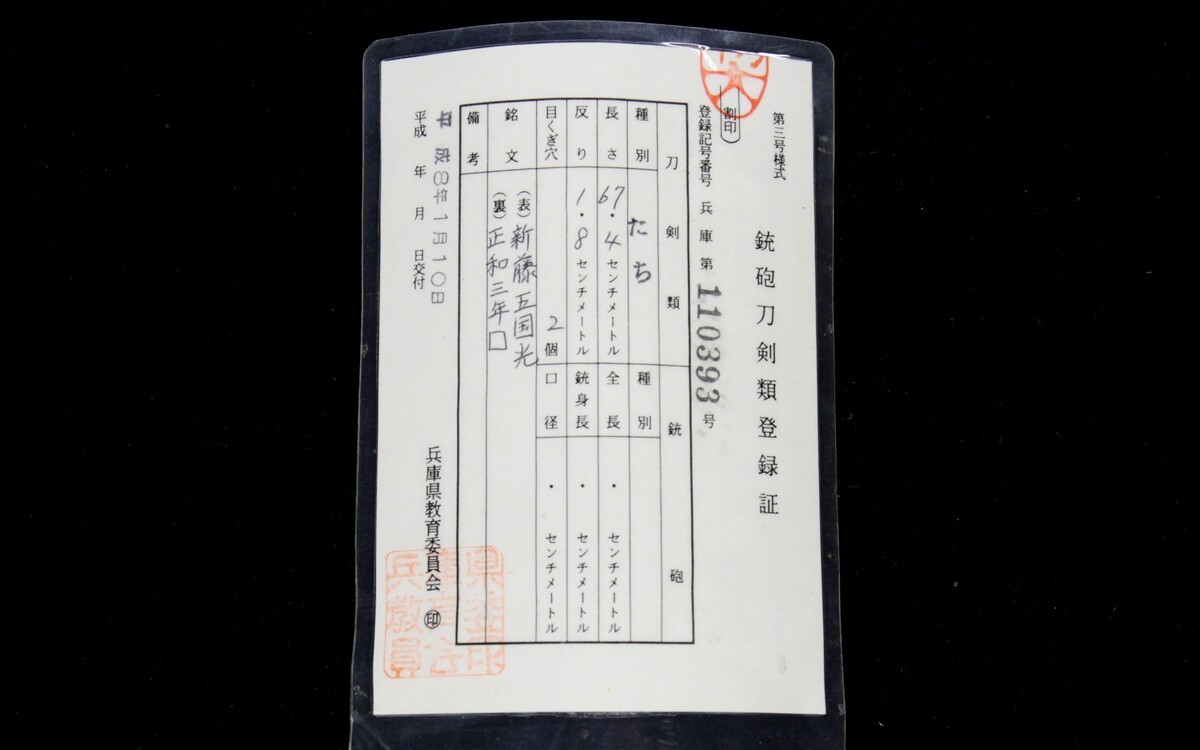 第三号様式
銃砲刀剣類登録証
割印
登録記号番号 兵庫第110393号
刀剣類
銃砲
種別 たち
種別
長さ 67.4センチメートル
全長 ・ センチメートル
反り 1.8センチメートル
銃身長 ・ センチメートル
目くぎ穴 2個
口径 ・ センチメートル
銘文
(表)新藤五国光
(裏)正和三年□
備考
平成8年1月10日
平成 年 月 日交付
兵庫県教育委員会 ㊞